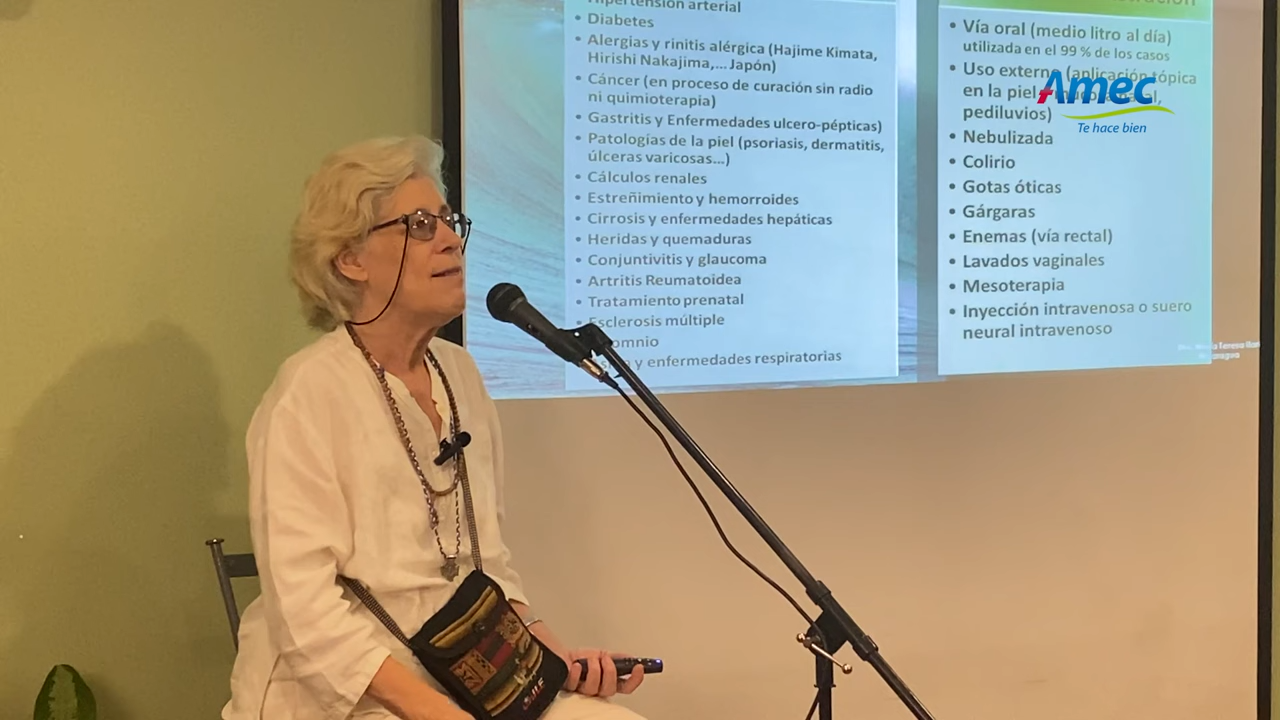 Hipertensión arterial
• Diabetes
• Alergias y rinitis alérgica (Hajime Kimata,
Hirishi Nakajima,... Japón)
• Cáncer (en proceso de curación sin radio
ni quimioterapia)
• Gastritis y Enfermedades ulcero-pépticas)
• Patologías de la piel (psoriasis, dermatitis,
úlceras varicosas...)
• Cálculos renales
• Estreñimiento y hemorroides
• Cirrosis y enfermedades hepáticas
• Heridas y quemaduras
• Conjuntivitis y glaucoma
• Artritis Reumatoidea
• Tratamiento prenatal
Esclerosis múltiple
y enfermedades respiratorias
• Vía oral (medio litro al día)
utilizada en el 99 % de los casos
• Uso externo (aplicación tópica
en la piel
pediluvios)
• Nebulizada
• Colirio
• Gotas óticas
• Gárgaras
• Enemas (vía rectal)
• Lavados vaginales
• Mesoterapia
• Inyección intravenosa o suero
neural intravenoso
Amec
Te hace bien